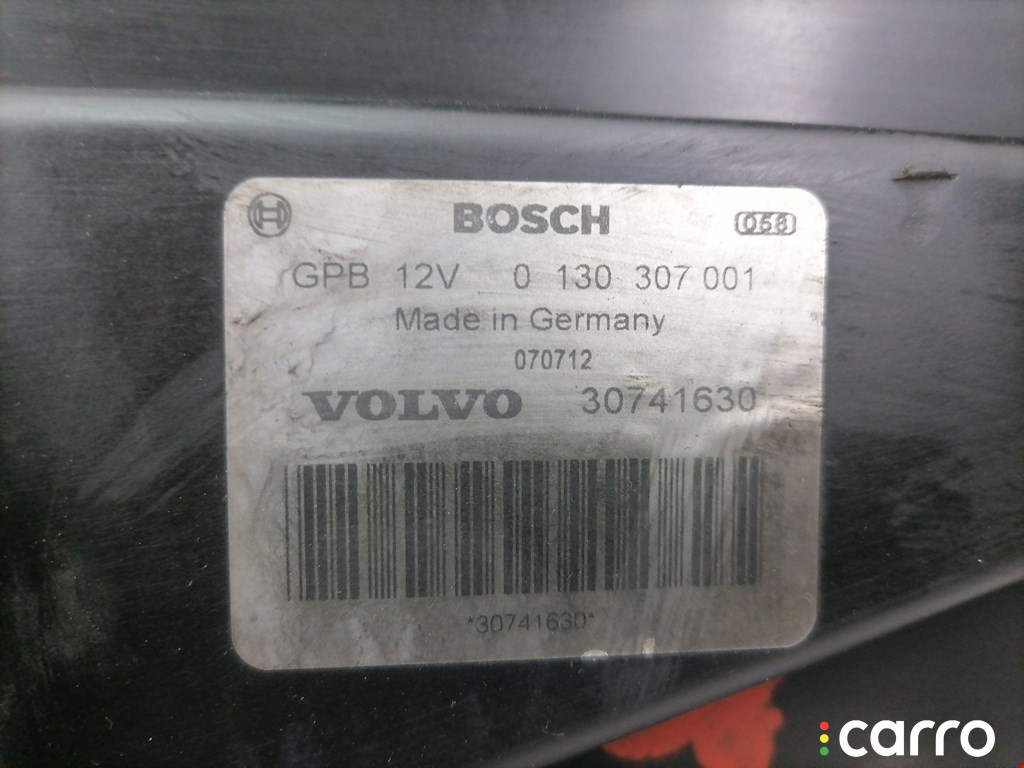 BOSCH 058
GPB 12V 0 130 307 001
Made in Germany
070712
VOLVO 30741630
*30741630*
carro